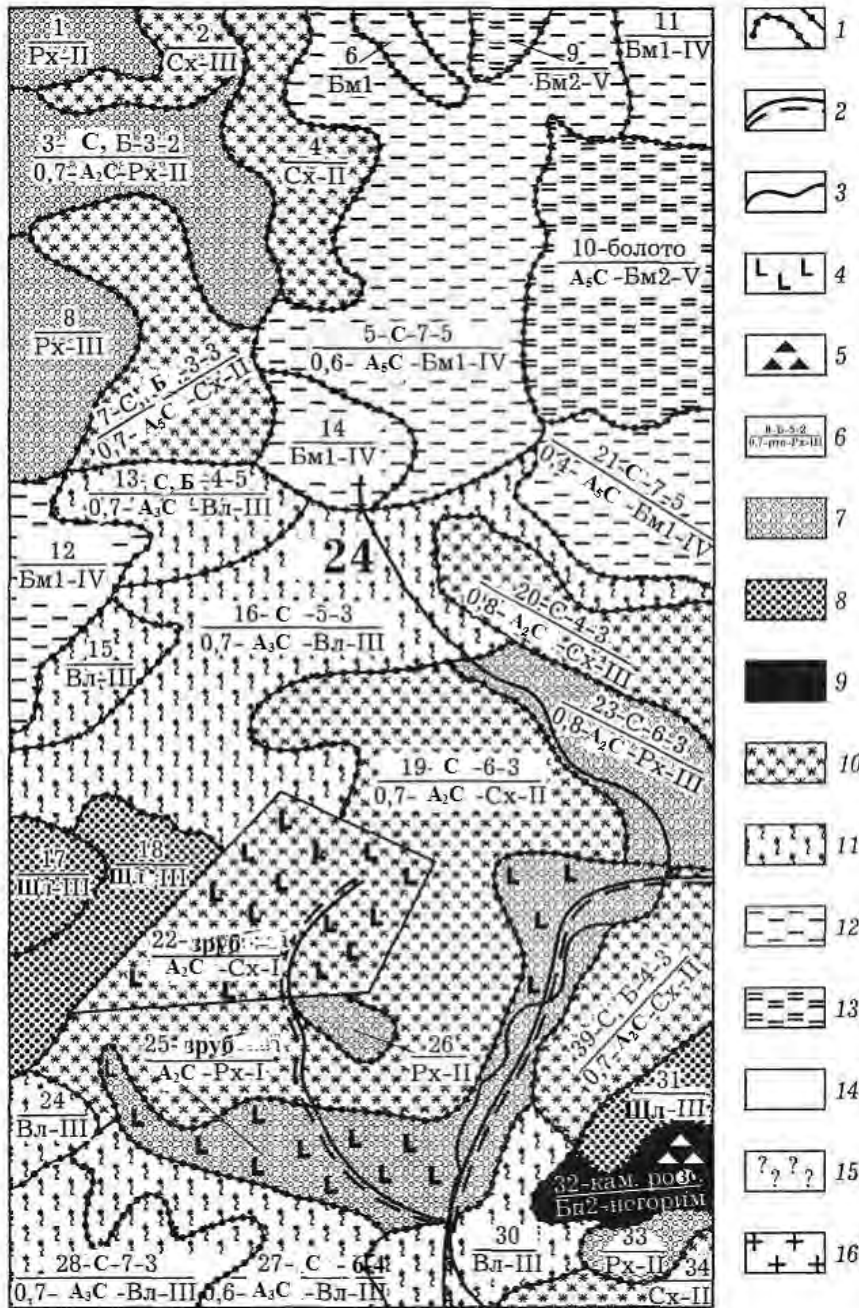 1
Рх-II
2
Сх-III
11
Бм1-IV
6
Бм1
9
Бм2-V
3- С, Б-3-2
0,7- А₂С-Рх-II
4
Сх-II
10-болото
А₅С -Бм2-V
8
Рх-III
5-С-7-5
0,6- А₅С -Бм1-IV
7-С, Б -3-3
0,7- А₅С -Сх-II
14
Бм1-IV
21-С-7-5
0,4- А₅С -Бм1-IV
13- С, Б -4-5
0,7- А₃С -Вл-III
12
Бм1-IV
24
20-С-4-3
0,8- А₂С -Сх-III
16- С -5-3
0,7- А₃С -Вл-III
15
Вл-III
23-С-6-3
0,8-А₂С -Рх-III
19- С -6-3
0,7- А₂С -Сх-II
17
Шл-III
18
Шл-III
22- зруб
А₂С -Сх-I
39-С, Б-4-3
0,7-А₂С -Сх-II
25- зруб
А₂С -Рх-I
26
Рх-II
31
Шл-III
24
Вл-III
32-кам. розс.
Бп2-негорим
30
Вл-III
33
Рх-II
28-С-7-3
0,7- А₃С -Вл-III
27- С -6-4
0,6- А₃С -Вл-III
34
Сх-II
1
2
3
4
5
6
7
8
9
10
11
12
13
14
15
16